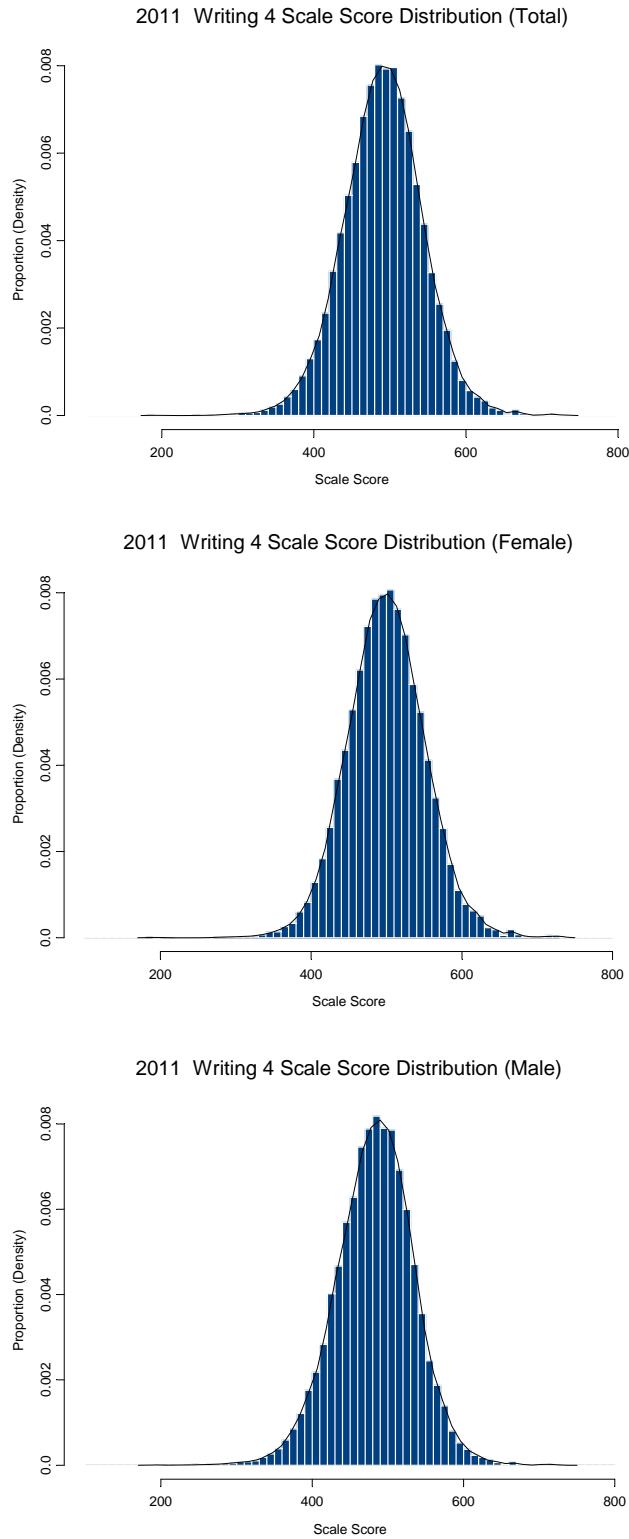 2011  Writing 4 Scale Score Distribution (Total)
Proportion (Density)
0.008
0.006
0.004
0.002
0.0
200 400 600 800
Scale Score
2011  Writing 4 Scale Score Distribution (Female)
Proportion (Density)
0.008
0.006
0.004
0.002
0.0
200 400 600 800
Scale Score
2011  Writing 4 Scale Score Distribution (Male)
Proportion (Density)
0.008
0.006
0.004
0.002
0.0
200 400 600 800
Scale Score